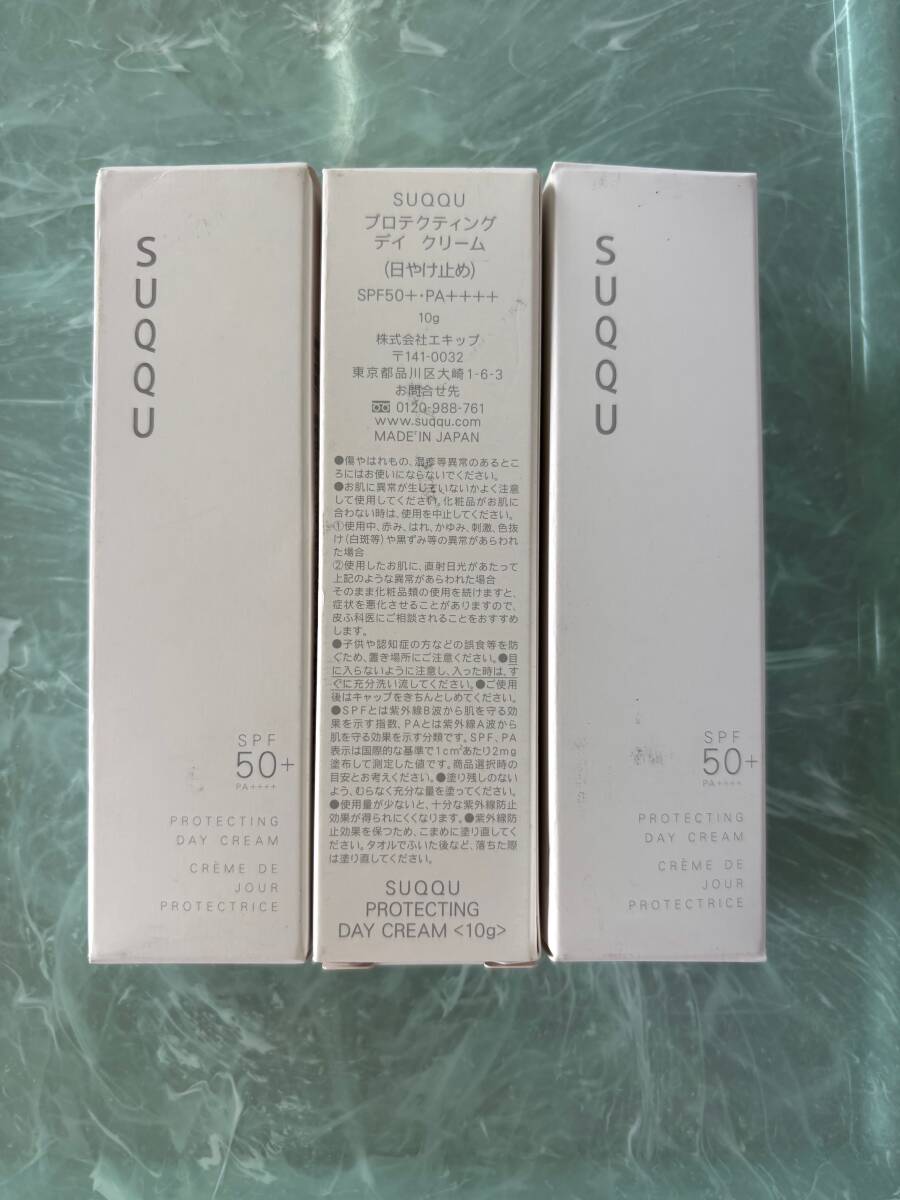 SUQQU
SPF
50+
PA++++
PROTECTING
DAY CREAM
CRÈME DE
JOUR
PROTECTRICE
SUQQU
プロテクティング
デイ クリーム
(日やけ止め)
SPF50+・PA++++
10g
株式会社エキップ
〒141-0032
東京都品川区大崎1-6-3
お問合せ先
0120-988-761
www.suqqu.com
MADE IN JAPAN
●傷やはれもの、湿疹等異常のあるとこ
ろにはお使いにならないでください。
●お肌に異常が生じていないかよく注意
して使用してください。化粧品がお肌に
合わない時は、使用を中止してください。
①使用中、赤み、はれ、かゆみ、刺激、色抜
け(白斑等)や黒ずみ等の異常があらわれ
た場合
②使用したお肌に、直射日光があたって
上記のような異常があらわれた場合
そのまま化粧品類の使用を続けますと、
症状を悪化させることがありますので、
皮ふ科医にご相談されることをおすすめ
します。
●子供や認知症の方などの誤食等を防
ぐため、置き場所にご注意ください。●目
に入らないように注意し、入った時は、す
ぐに充分洗い流してください。●ご使用
後はキャップをきちんとしめてください。
●SPFとは紫外線B波から肌を守る効
果を示す指数、PAとは紫外線A波から
肌を守る効果を示す分類です。SPF、PA
表示は国際的な基準で1cm²あたり2mg
塗布して測定した値です。商品選択時の
目安とお考えください。●塗り残しのない
よう、むらなく充分な量を塗ってください。
●使用量が少ないと、十分な紫外線防止
効果が得られにくくなります。●紫外線防
止効果を保つため、こまめに塗り直してく
ださい。タオルでふいた後など、落ちた際
は塗り直してください。
SUQQU
PROTECTING
DAY CREAM <10g>
SUQQU
SPF
50+
PA++++
PROTECTING
DAY CREAM
CRÈME DE
JOUR
PROTECTRICE